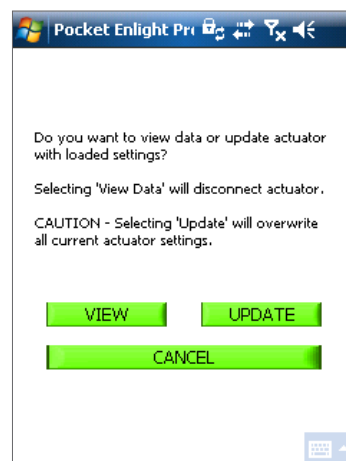 Pocket Enlight Pr
Do you want to view data or update actuator
with loaded settings?
Selecting 'View Data' will disconnect actuator.
CAUTION - Selecting 'Update' will overwrite
all current actuator settings.
VIEW UPDATE
CANCEL